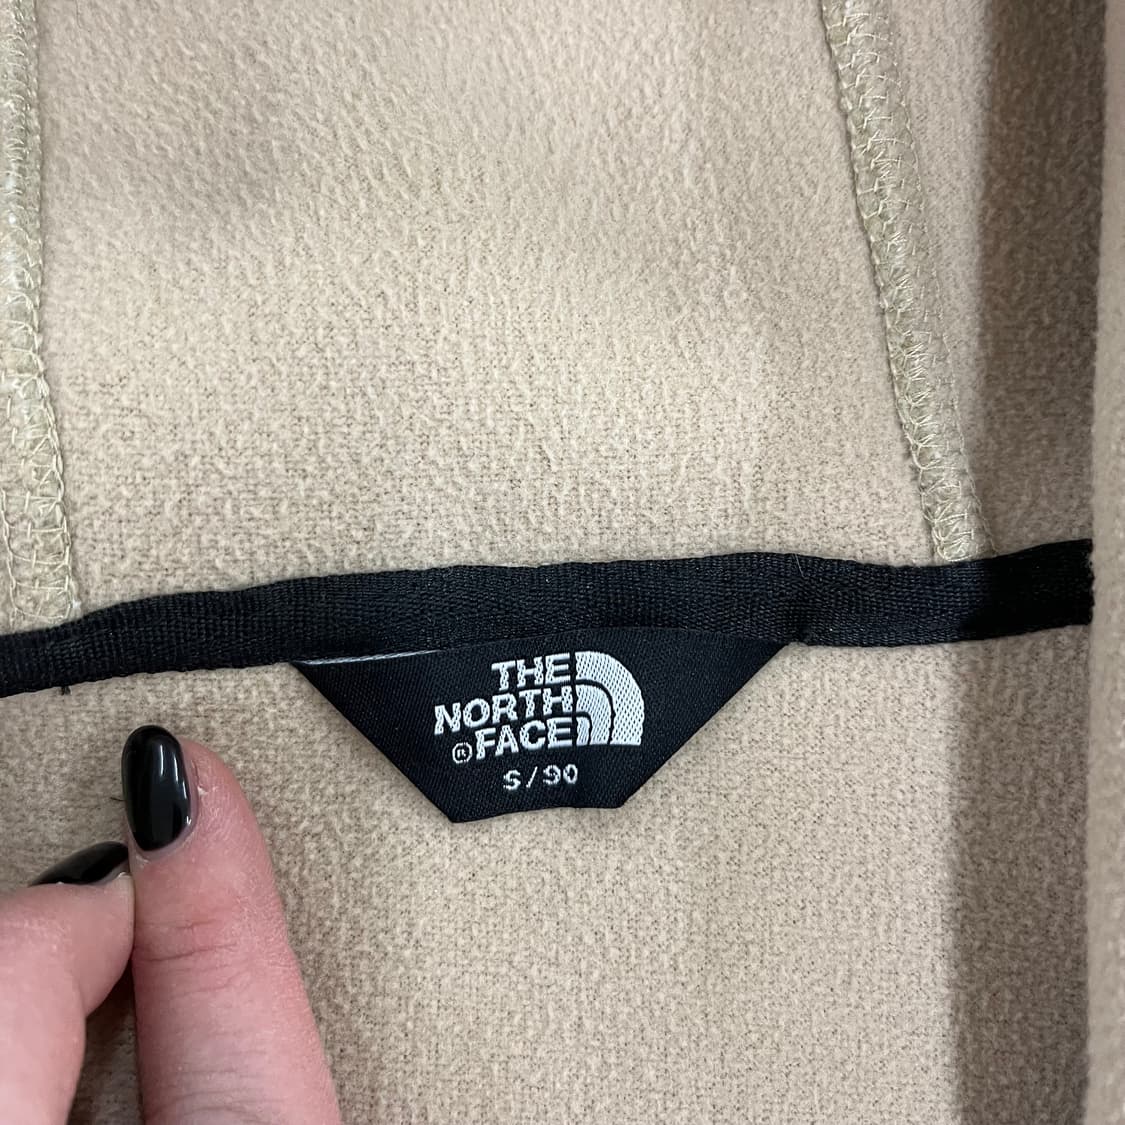 THE
NORTH
® FACE
S/90